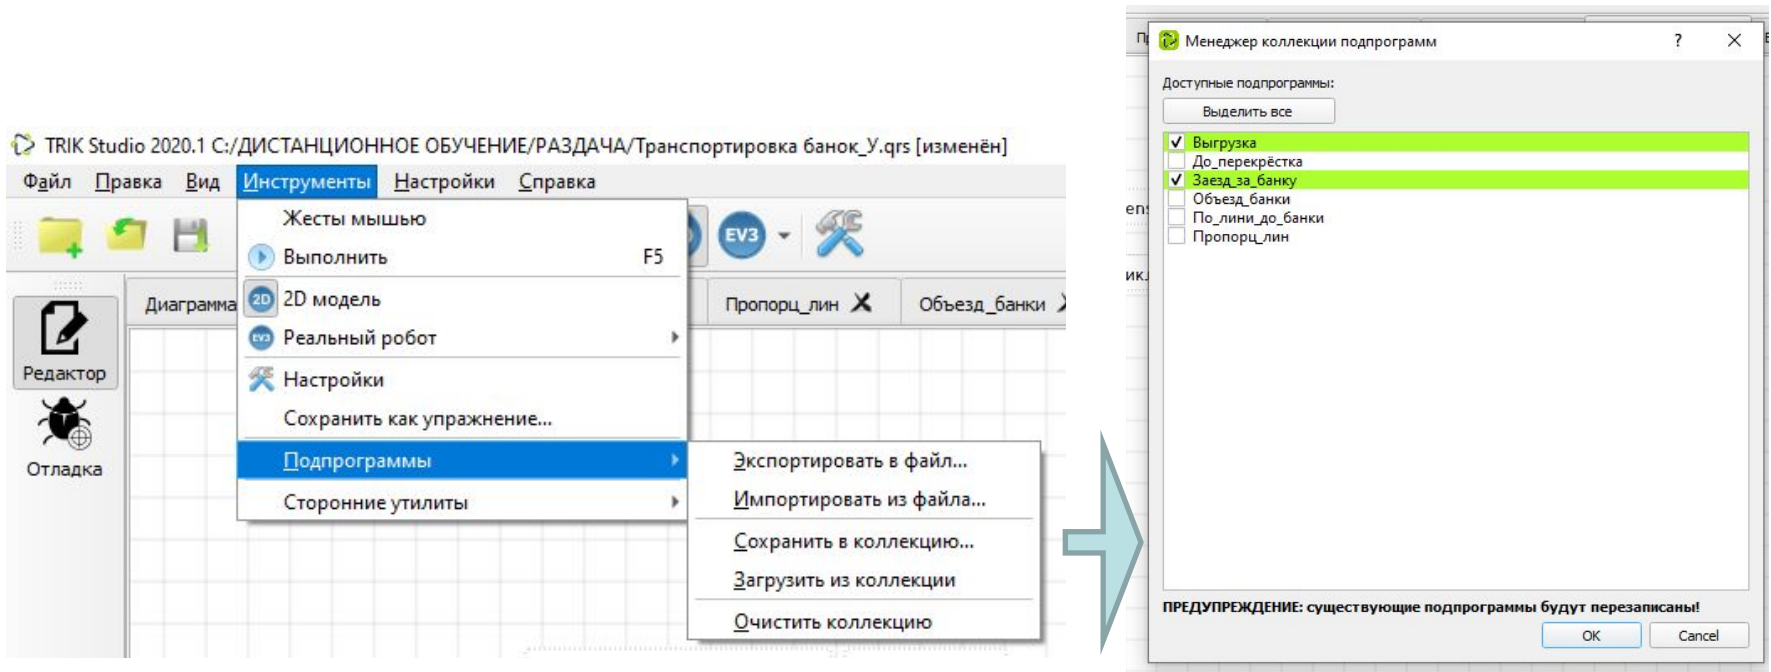 TRIK Studio 2020.1 C:/ДИСТАНЦИОННОЕ ОБУЧЕНИЕ/РАЗДАЧА/Транспортировка банок_У.qrs [изменён]
Файл Правка Вид Инструменты Настройки Справка
Жесты мышью
Выполнить F5
EV3
2D 2D модель
EV3 Реальный робот
Настройки
Сохранить как упражнение...
Подпрограммы
Сторонние утилиты
Диаграмма
Пропорц_лин
Объезд_банки
Редактор
Отладка
Экспортировать в файл...
Импортировать из файла...
Сохранить в коллекцию...
Загрузить из коллекции
Очистить коллекцию
Менеджер коллекции подпрограмм ?
Доступные подпрограммы:
Выделить все
Выгрузка
До_перекрёстка
Заезд_за_банку
Объезд_банки
По_лини_до_банки
Пропорц_лин
ПРЕДУПРЕЖДЕНИЕ: существующие подпрограммы будут перезаписаны!
OK Cancel